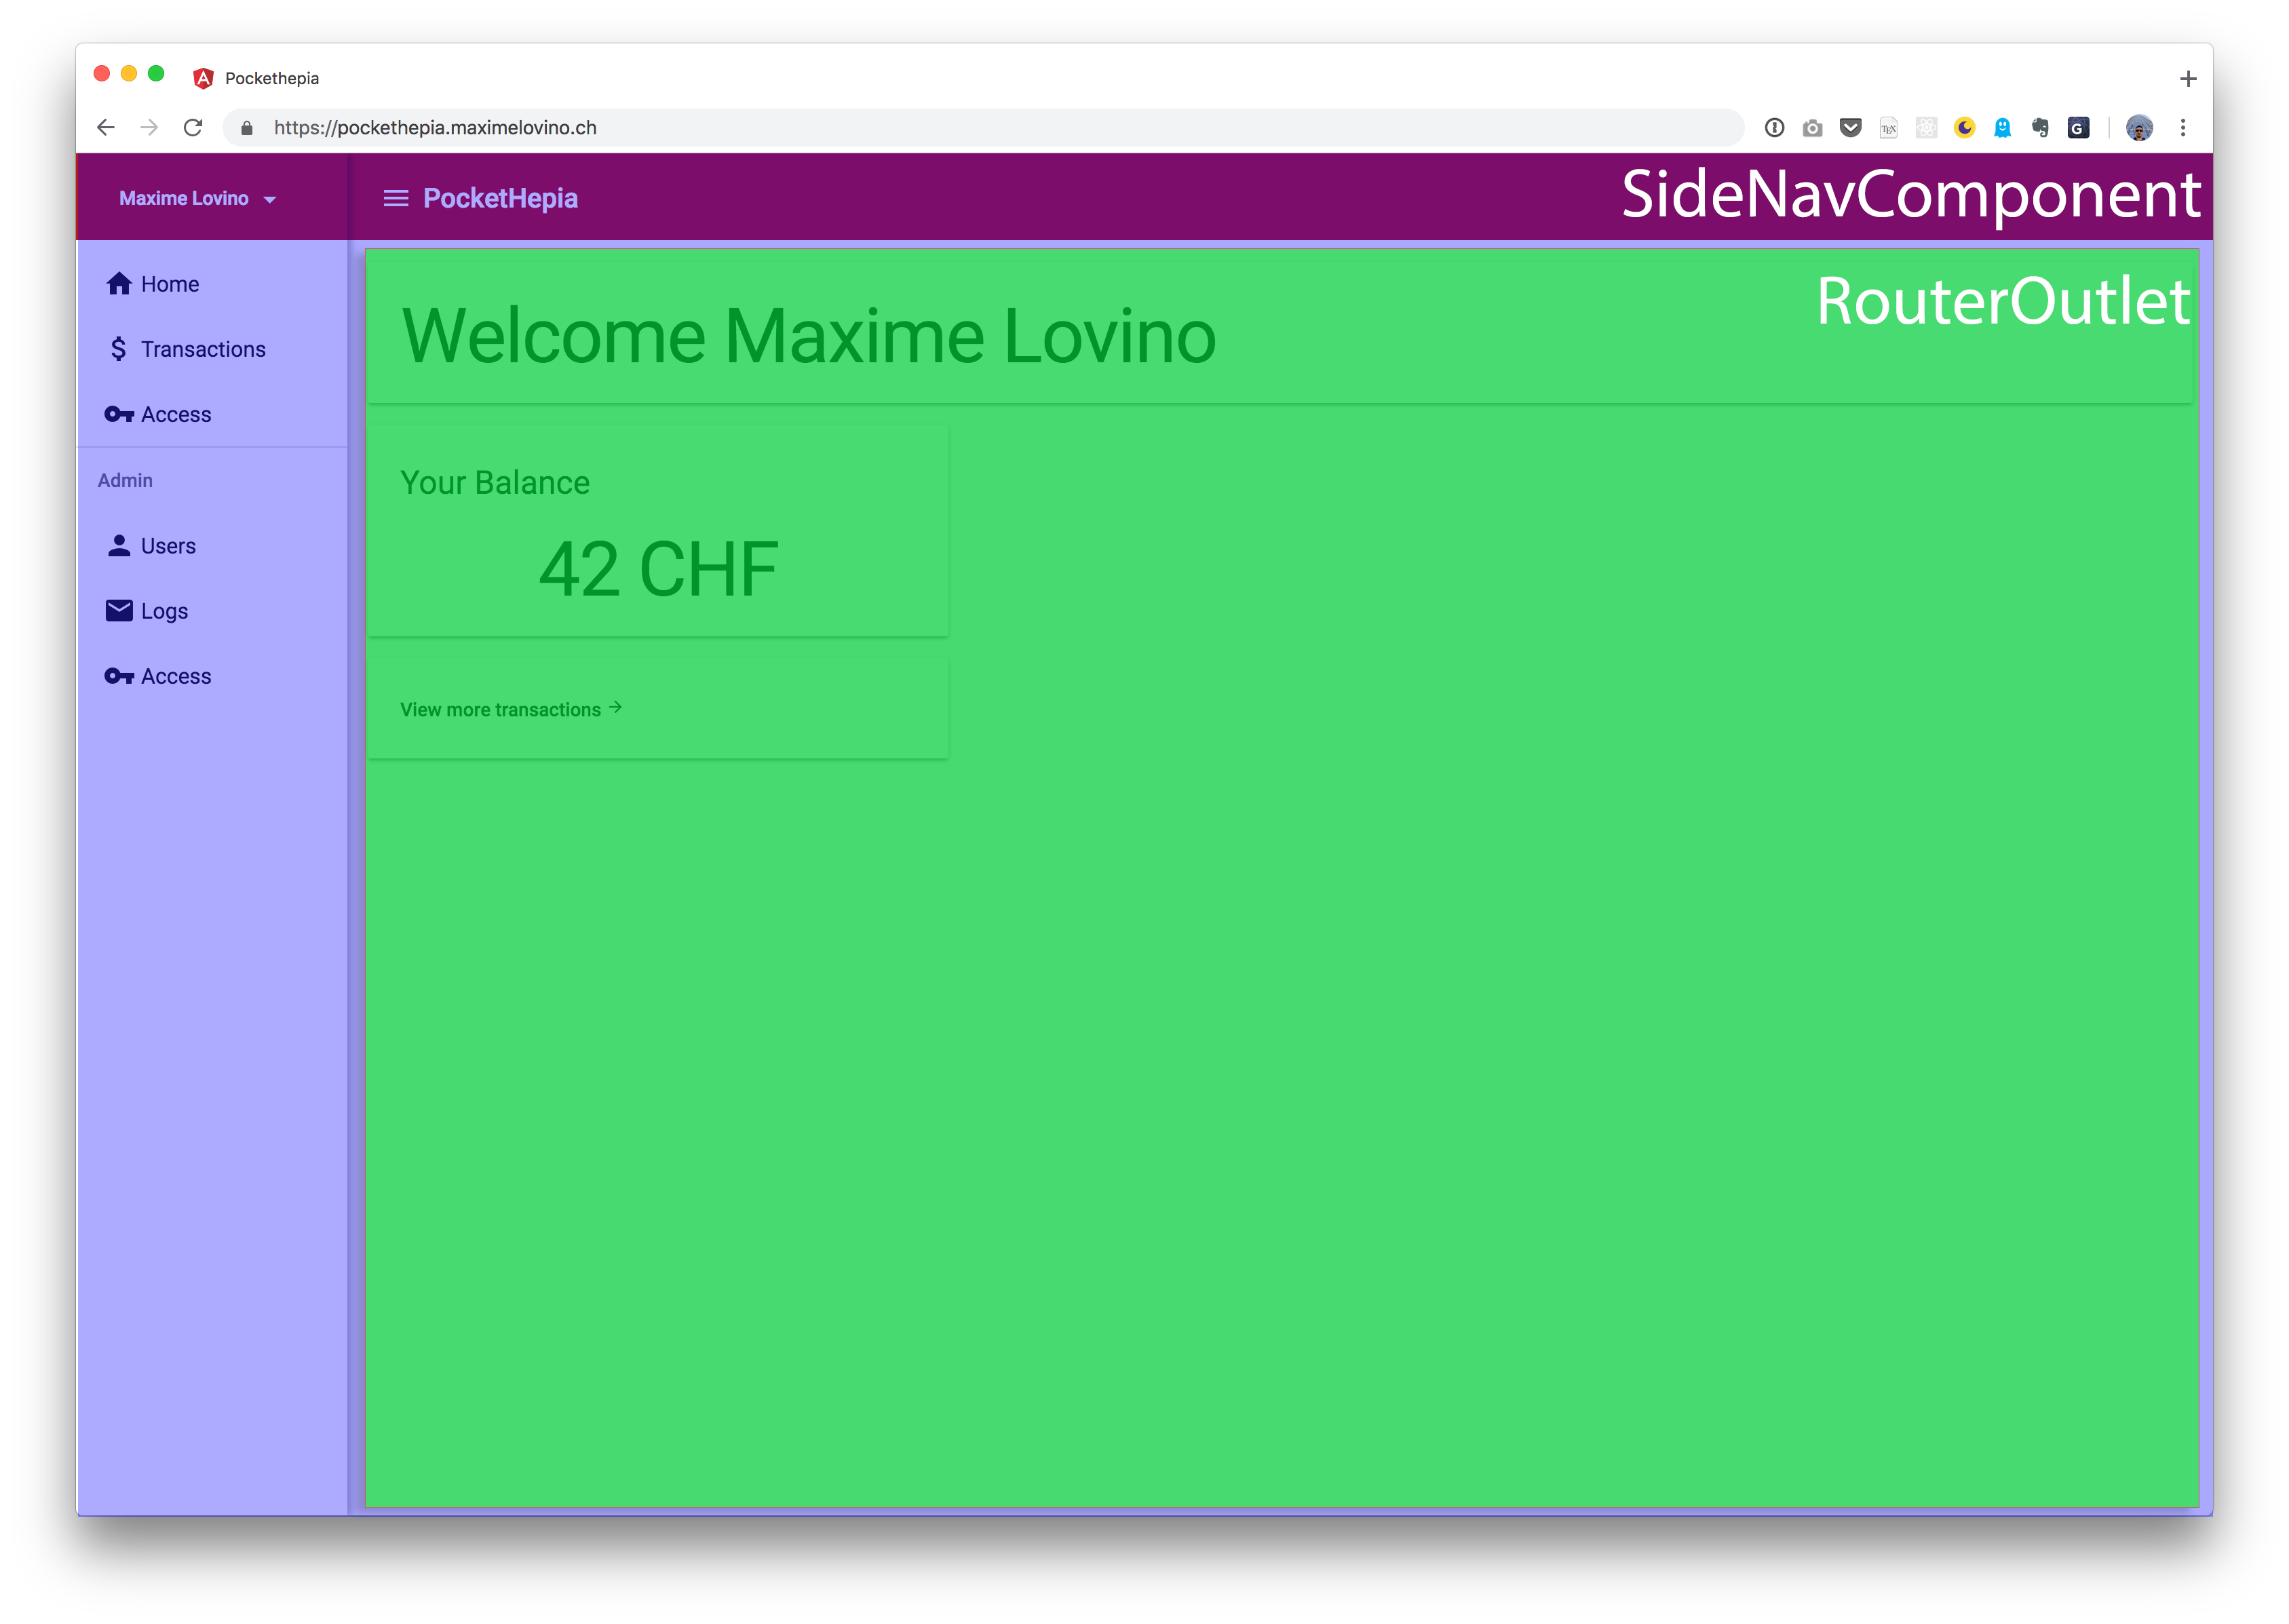 Pockethepia
https://pockethepia.maximelovino.ch
Maxime Lovino
PocketHepia
SideNavComponent
Home
Transactions
Access
Admin
Users
Logs
Access
RouterOutlet
Welcome Maxime Lovino
Your Balance
42 CHF
View more transactions